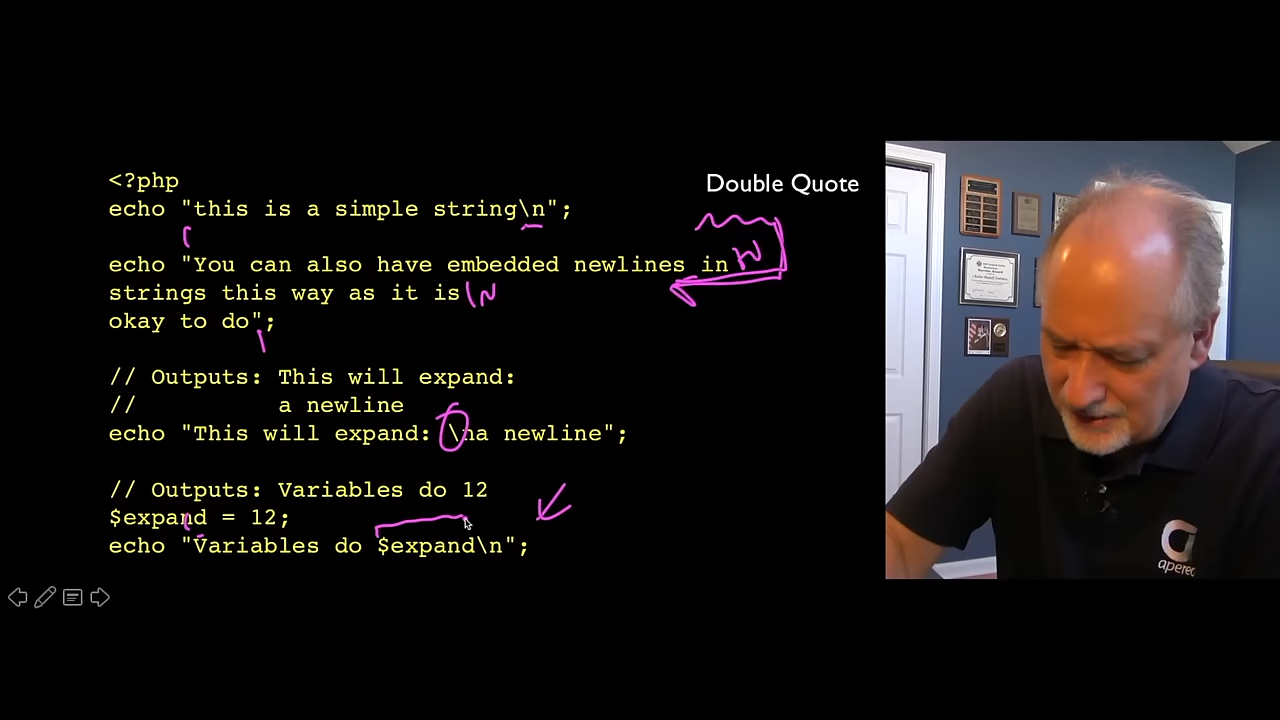 <?php
Double Quote
echo "this is a simple string\n";
echo "You can also have embedded newlines in N
strings this way as it is \N
okay to do";
// Outputs: This will expand:
//          a newline
echo "This will expand: \na newline";
// Outputs: Variables do 12
$expand = 12;
echo "Variables do $expand\n";
apereo